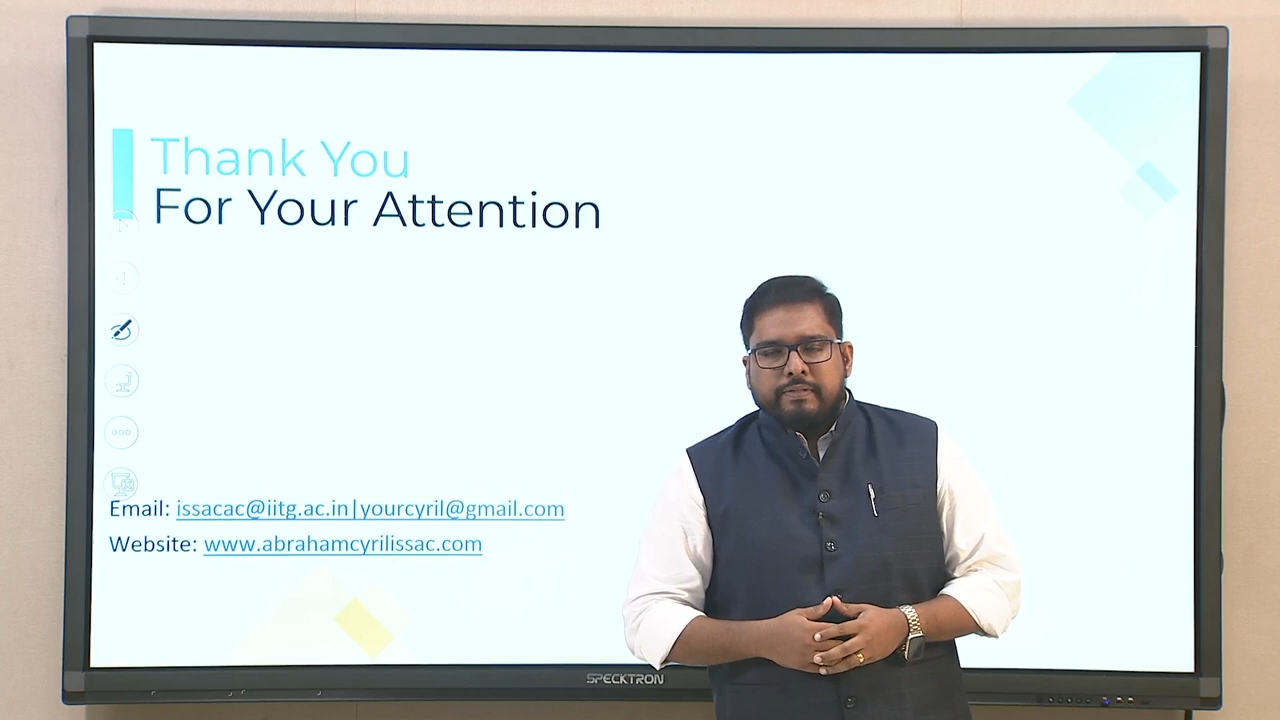 Thank You
For Your Attention
Email: issacac@iitg.ac.in|yourcyril@gmail.com
Website: www.abrahamcyrilissac.com
SPECKTRON